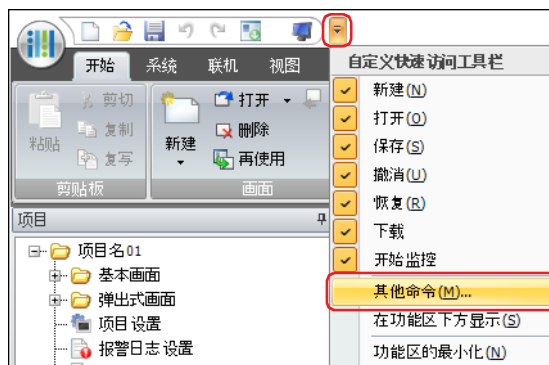 开始 系统 联机 视图
自定义快速访问工具栏
新建(N)
打开(O)
保存(S)
撤消(U)
恢复(R)
下载
开始监控
其他命令(M)...
在功能区下方显示(S)
功能区的最小化(N)
粘贴
剪切
复制
复写
剪贴板
新建
打开
删除
再使用
画面
项目
项目名01
基本画面
弹出式画面
项目设置
报警日志设置